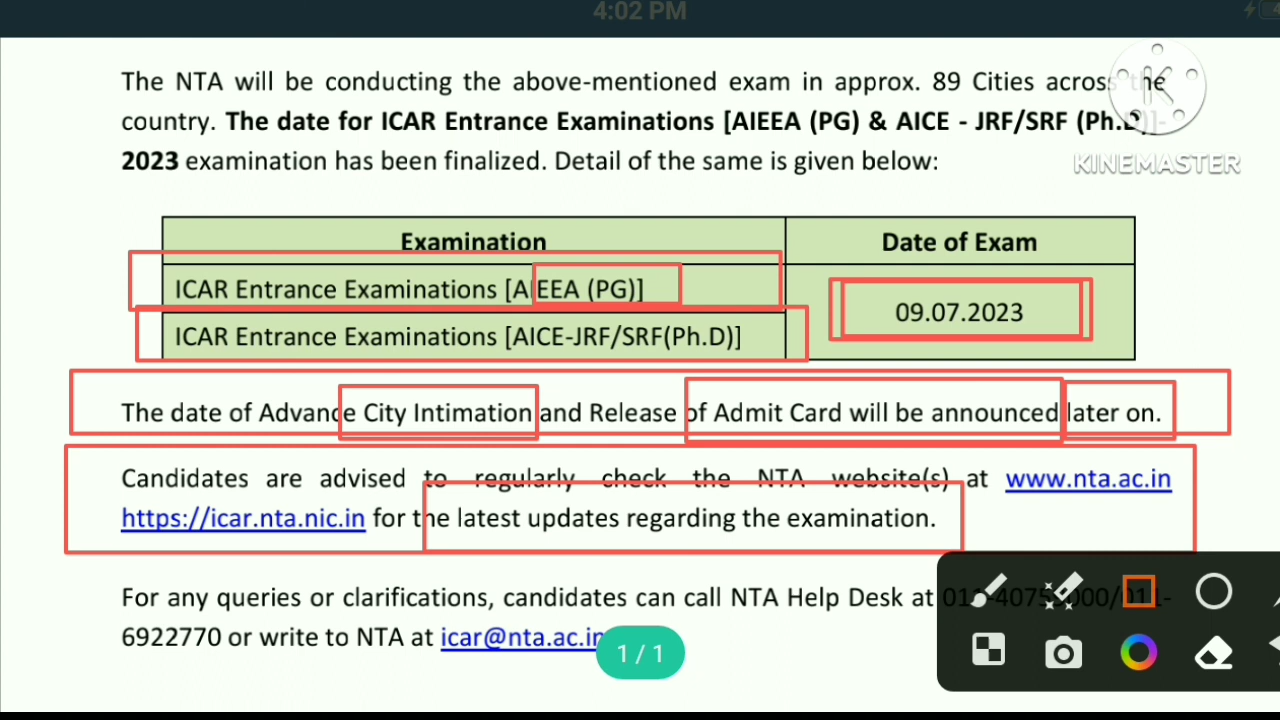 4:02 PM
The NTA will be conducting the above-mentioned exam in approx. 89 Cities across the
country. The date for ICAR Entrance Examinations [AIEEA (PG) & AICE - JRF/SRF (Ph.D)]-
2023 examination has been finalized. Detail of the same is given below:
KINEMASTER
Examination Date of Exam
ICAR Entrance Examinations [AIEEA (PG)]
09.07.2023
ICAR Entrance Examinations [AICE-JRF/SRF(Ph.D)]
The date of Advance City Intimation and Release of Admit Card will be announced later on.
Candidates are advised to regularly check the NTA website(s) at www.nta.ac.in
https://icar.nta.nic.in for the latest updates regarding the examination.
For any queries or clarifications, candidates can call NTA Help Desk at
6922770 or write to NTA at icar@nta.ac.in
1 / 1